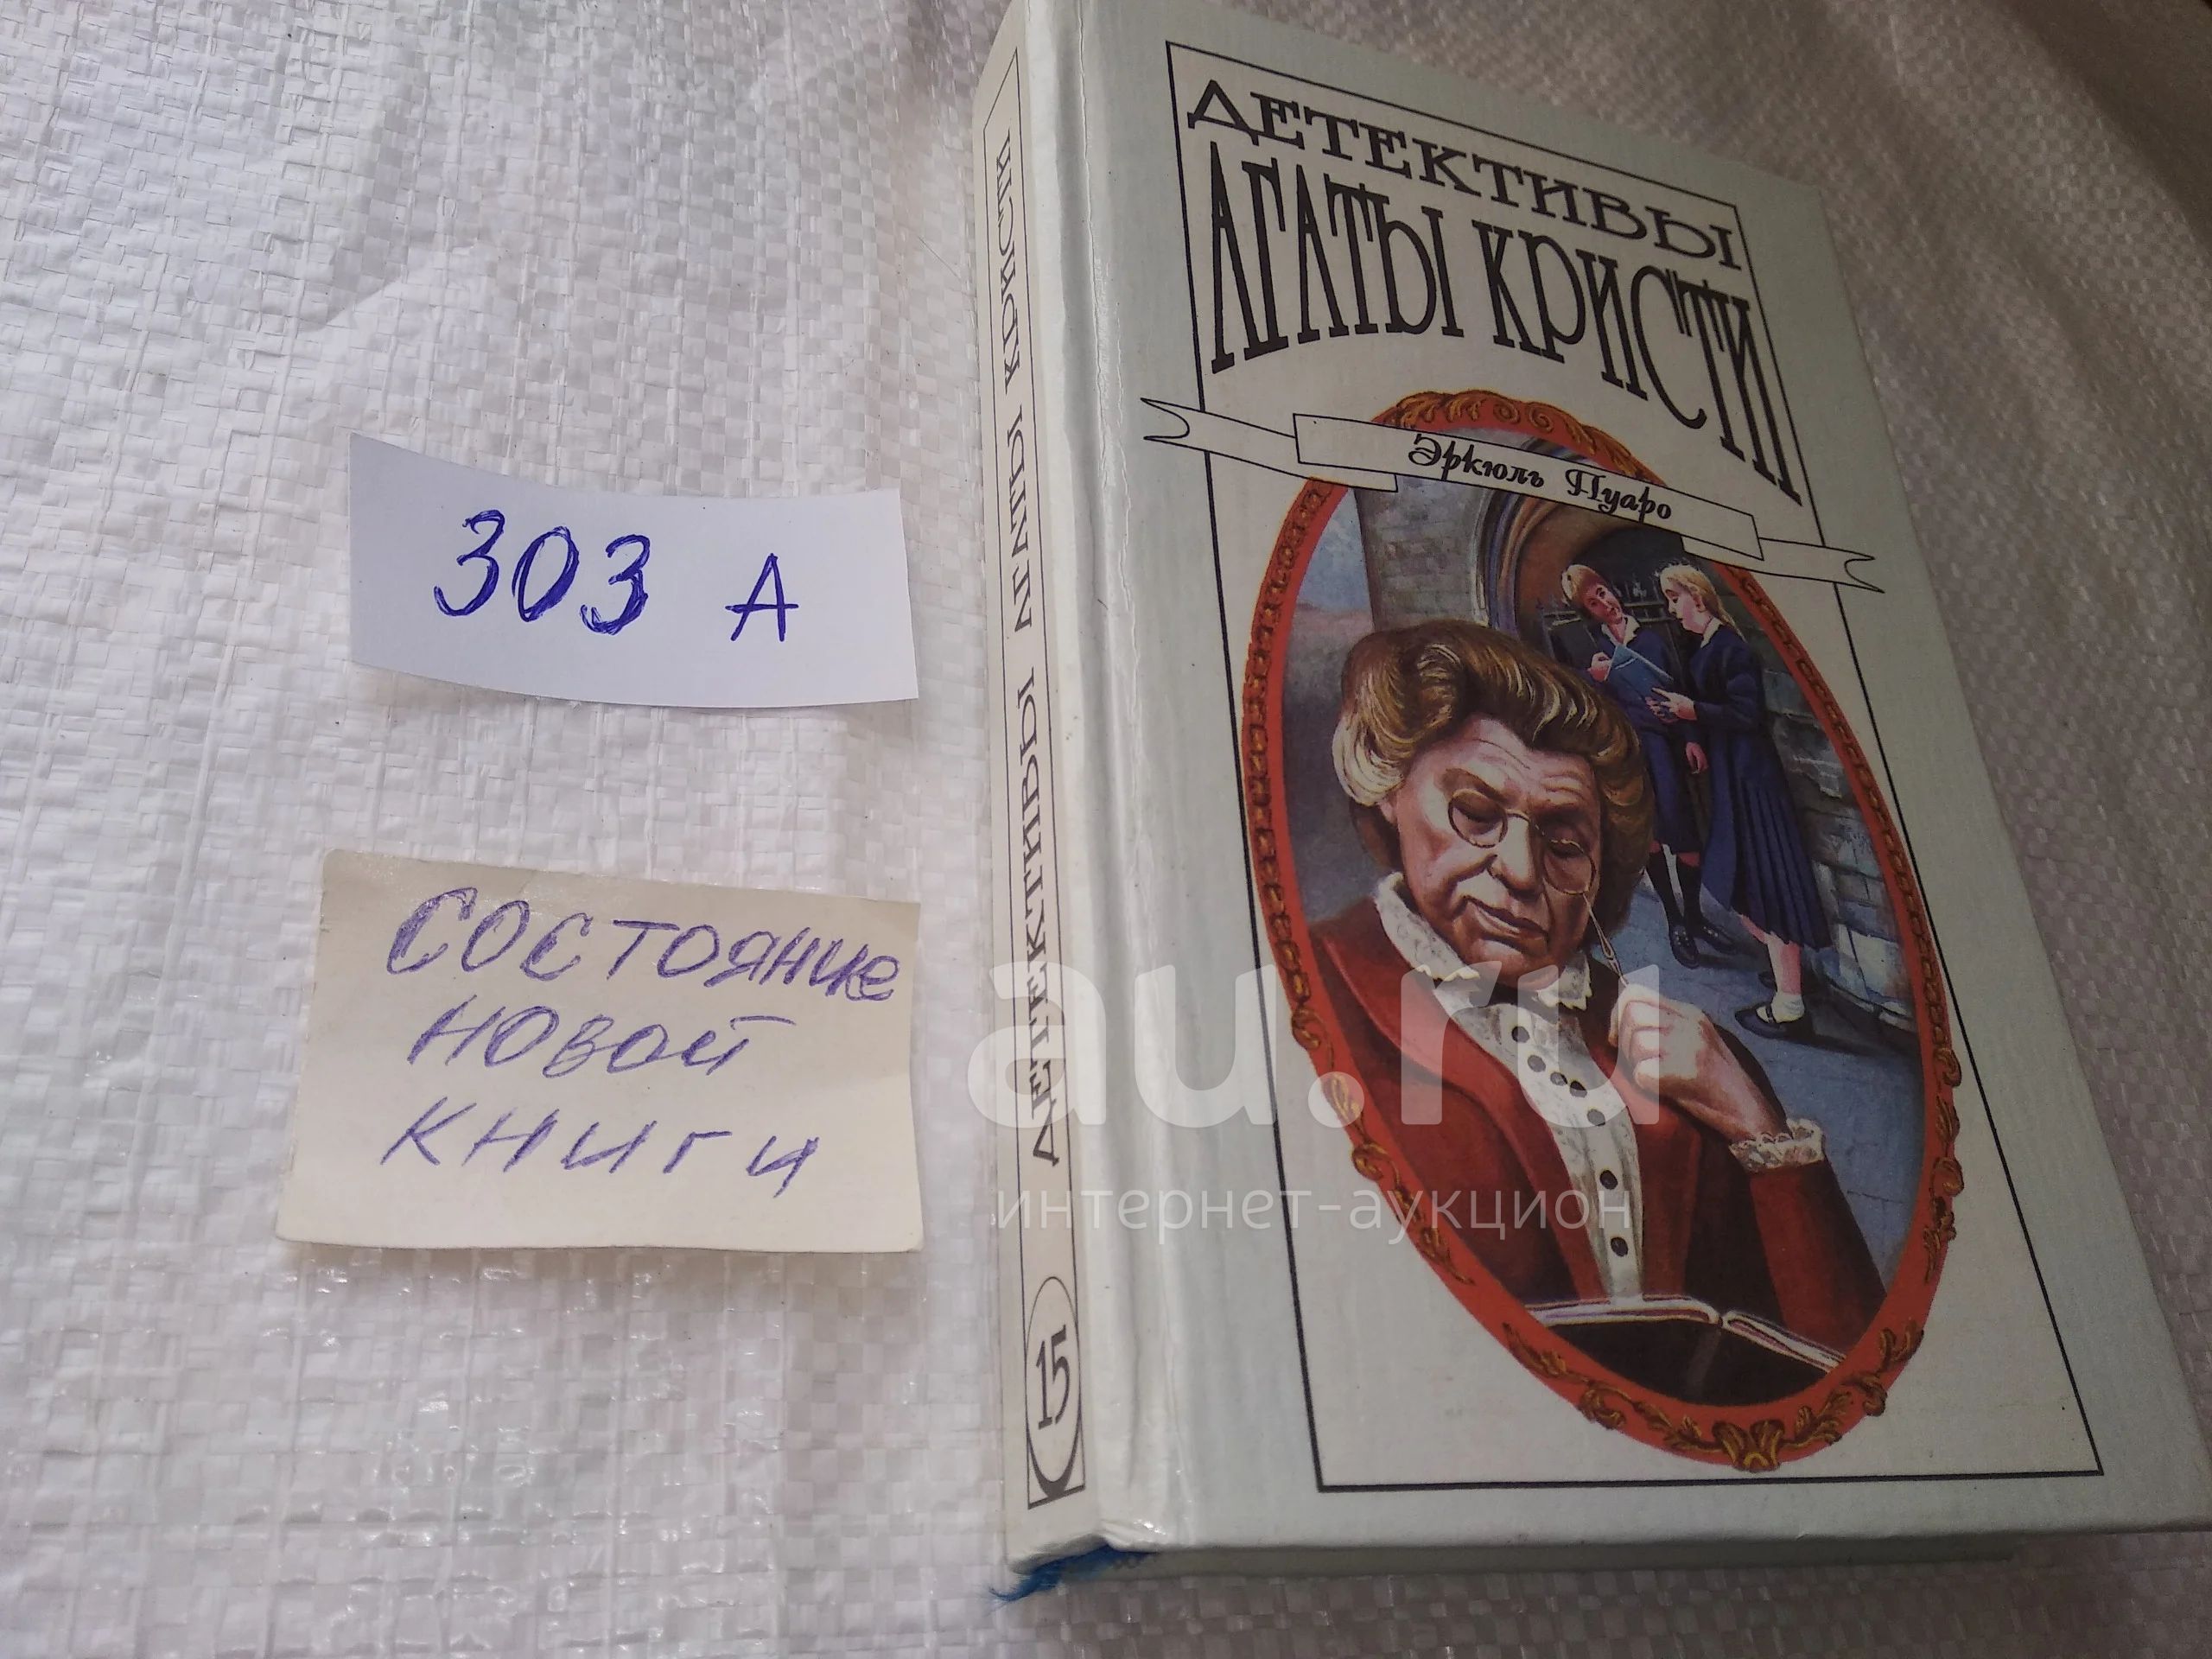 303 А
СОСТОЯНИЕ
НОВОЙ
КНИГИ
ДЕТЕКТИВЫ АГАТЫ КРИСТИ
15
ДЕТЕКТИВЫ
АГАТЫ КРИСТИ
Эркюль Пуаро
au.ru
интернет-аукцион